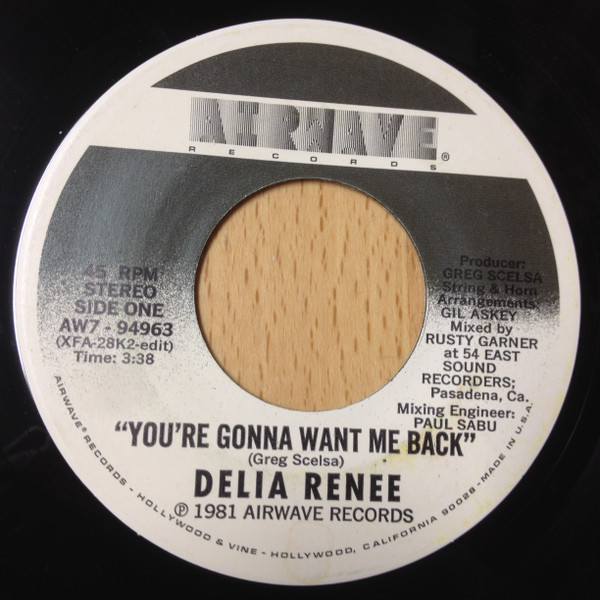 AIRWAVE®
RECORDS
45 RPM
STEREO
SIDE ONE
AW7 - 94963
(XFA-28K2-edit)
Time: 3:38
Producer:
GREG SCELSA
String & Horn
Arrangements:
GIL ASKEY
Mixed by
RUSTY GARNER
at 54 EAST
SOUND
RECORDERS;
Pasadena, Ca.
Mixing Engineer:
PAUL SABU
"YOU'RE GONNA WANT ME BACK"
(Greg Scelsa)
DELIA RENEE
℗ 1981 AIRWAVE RECORDS
AIRWAVE® RECORDS - HOLLYWOOD & VINE - HOLLYWOOD, CALIFORNIA 90028 - MADE IN U.S.A.